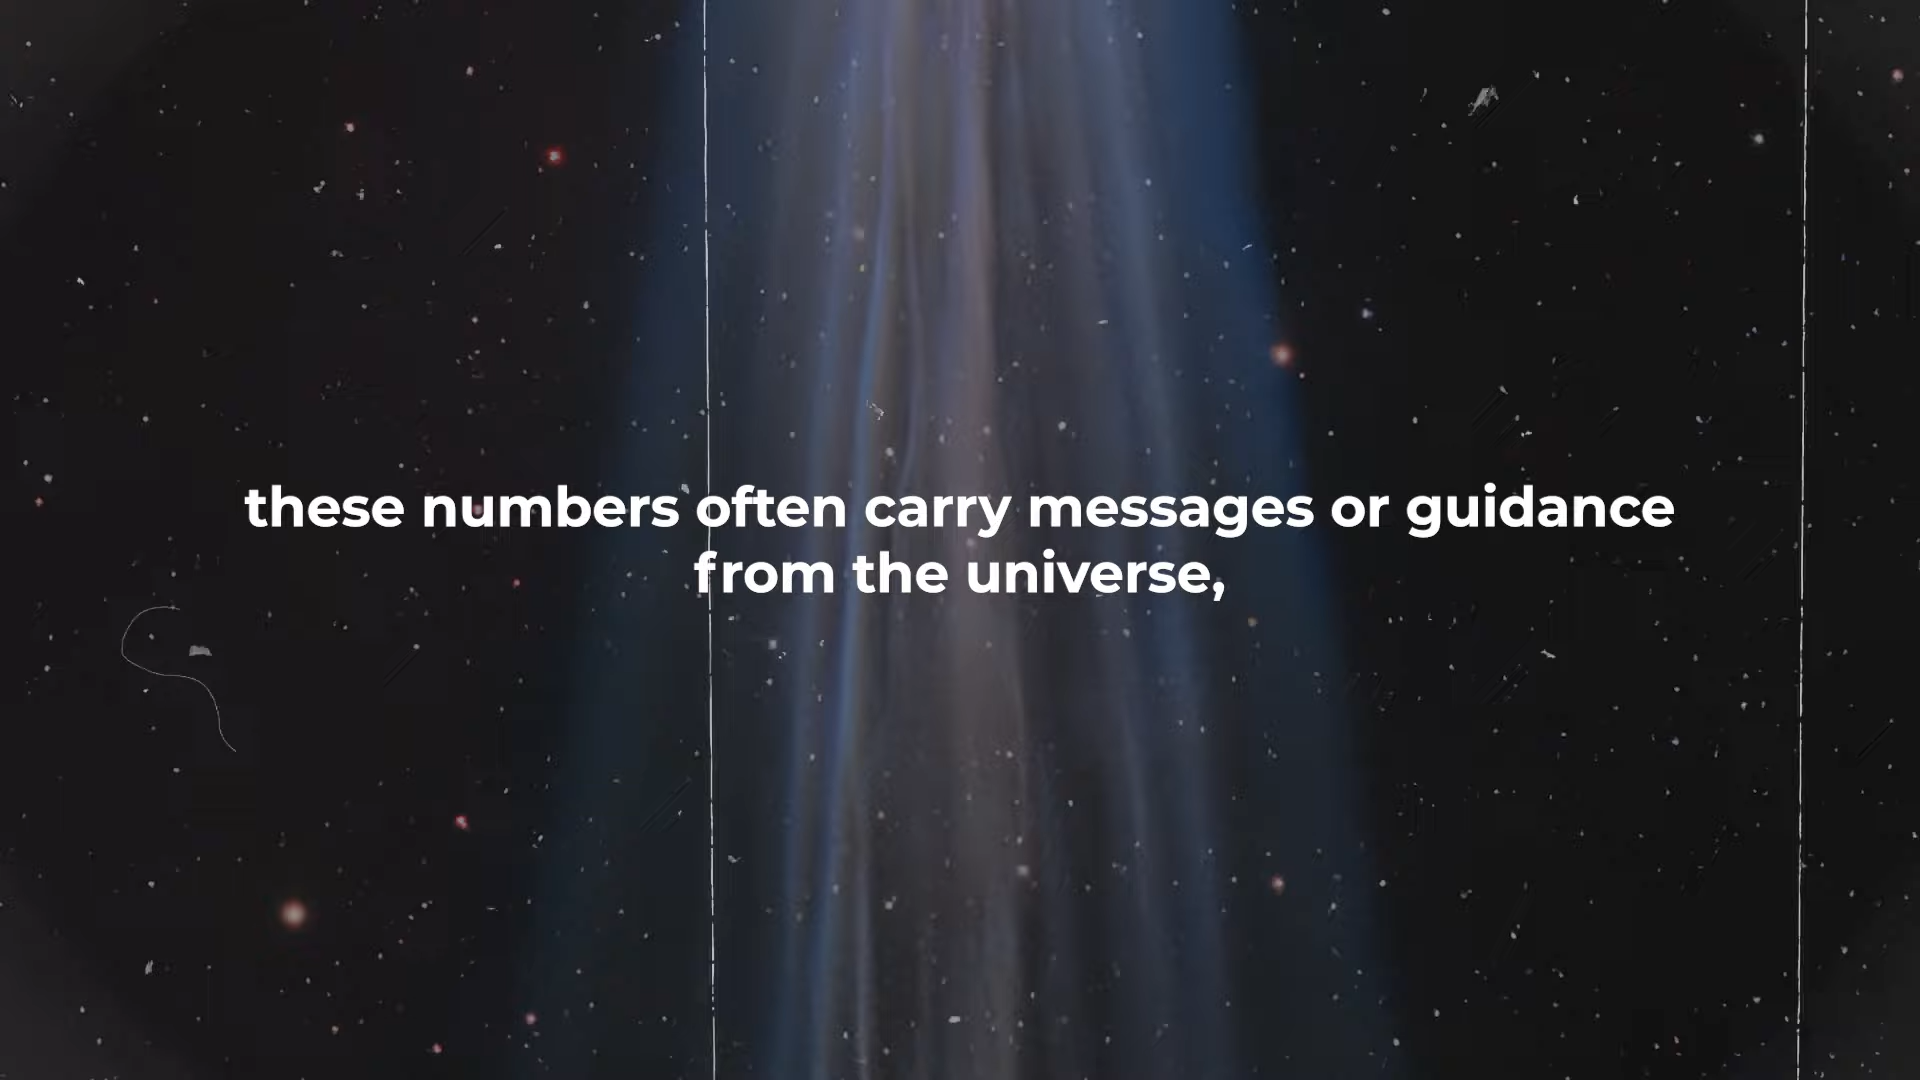 these numbers often carry messages or guidance
from the universe,